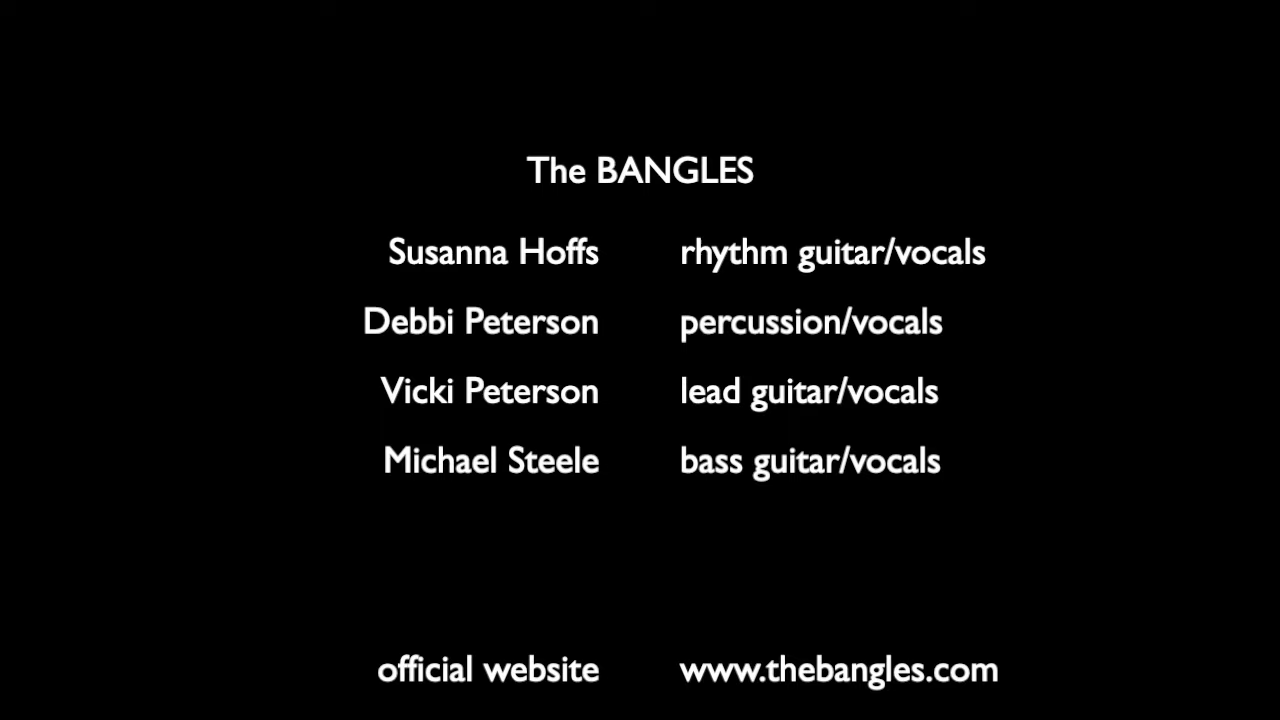 The BANGLES
Susanna Hoffs rhythm guitar/vocals
Debbi Peterson percussion/vocals
Vicki Peterson lead guitar/vocals
Michael Steele bass guitar/vocals
official website www.thebangles.com